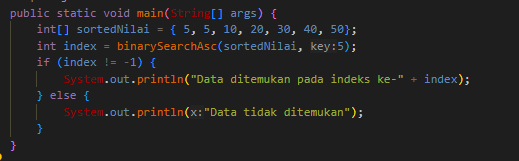 public static void main(String[] args) {
int[] sortedNilai = { 5, 5, 10, 20, 30, 40, 50};
int index = binarySearchAsc(sortedNilai, key:5);
if (index != -1) {
System.out.println("Data ditemukan pada indeks ke-" + index);
} else {
System.out.println(x:"Data tidak ditemukan");
}
}